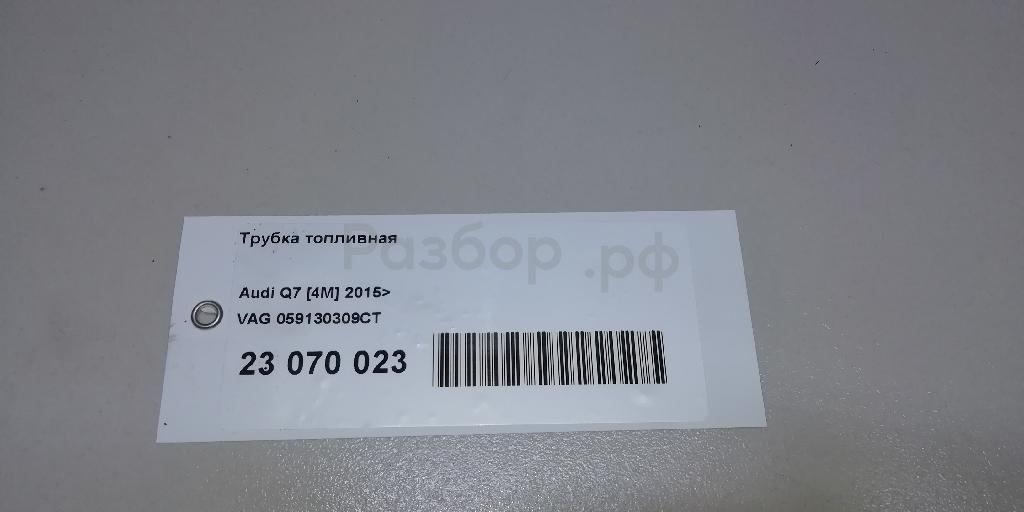 Трубка топливная
Разбор.рф
Audi Q7 [4M] 2015>
VAG 059130309CT
23 070 023